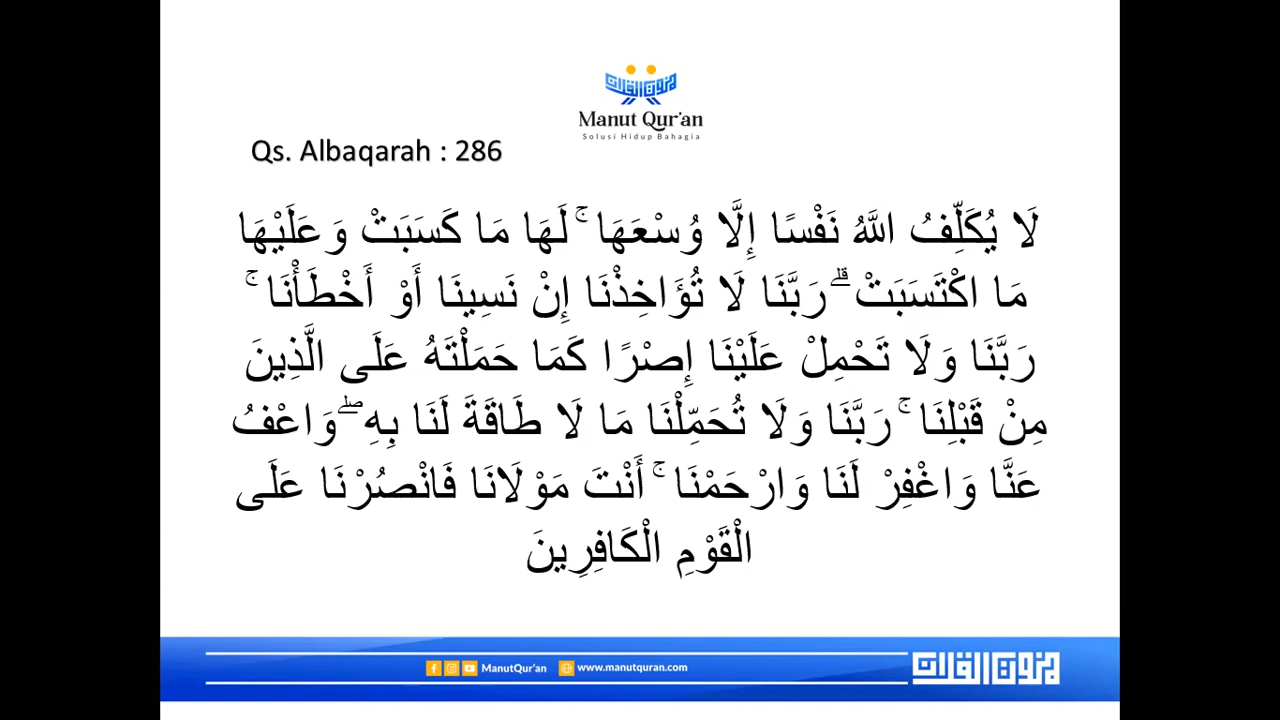 Manut Qur'an
Solusi Hidup Bahagia
Qs. Albaqarah : 286
لَا يُكَلِّفُ اللَّهُ نَفْسًا إِلَّا وُسْعَهَا ۚ لَهَا مَا كَسَبَتْ وَعَلَيْهَا
مَا اكْتَسَبَتْ ۗ رَبَّنَا لَا تُؤَاخِذْنَا إِنْ نَسِينَا أَوْ أَخْطَأْنَا ۚ
رَبَّنَا وَلَا تَحْمِلْ عَلَيْنَا إِصْرًا كَمَا حَمَلْتَهُ عَلَى الَّذِينَ
مِنْ قَبْلِنَا ۚ رَبَّنَا وَلَا تُحَمِّلْنَا مَا لَا طَاقَةَ لَنَا بِهِ ۖ وَاعْفُ
عَنَّا وَاغْفِرْ لَنَا وَارْحَمْنَا ۚ أَنْتَ مَوْلَانَا فَانْصُرْنَا عَلَى
الْقَوْمِ الْكَافِرِينَ
ManutQur'an www.manutquran.com